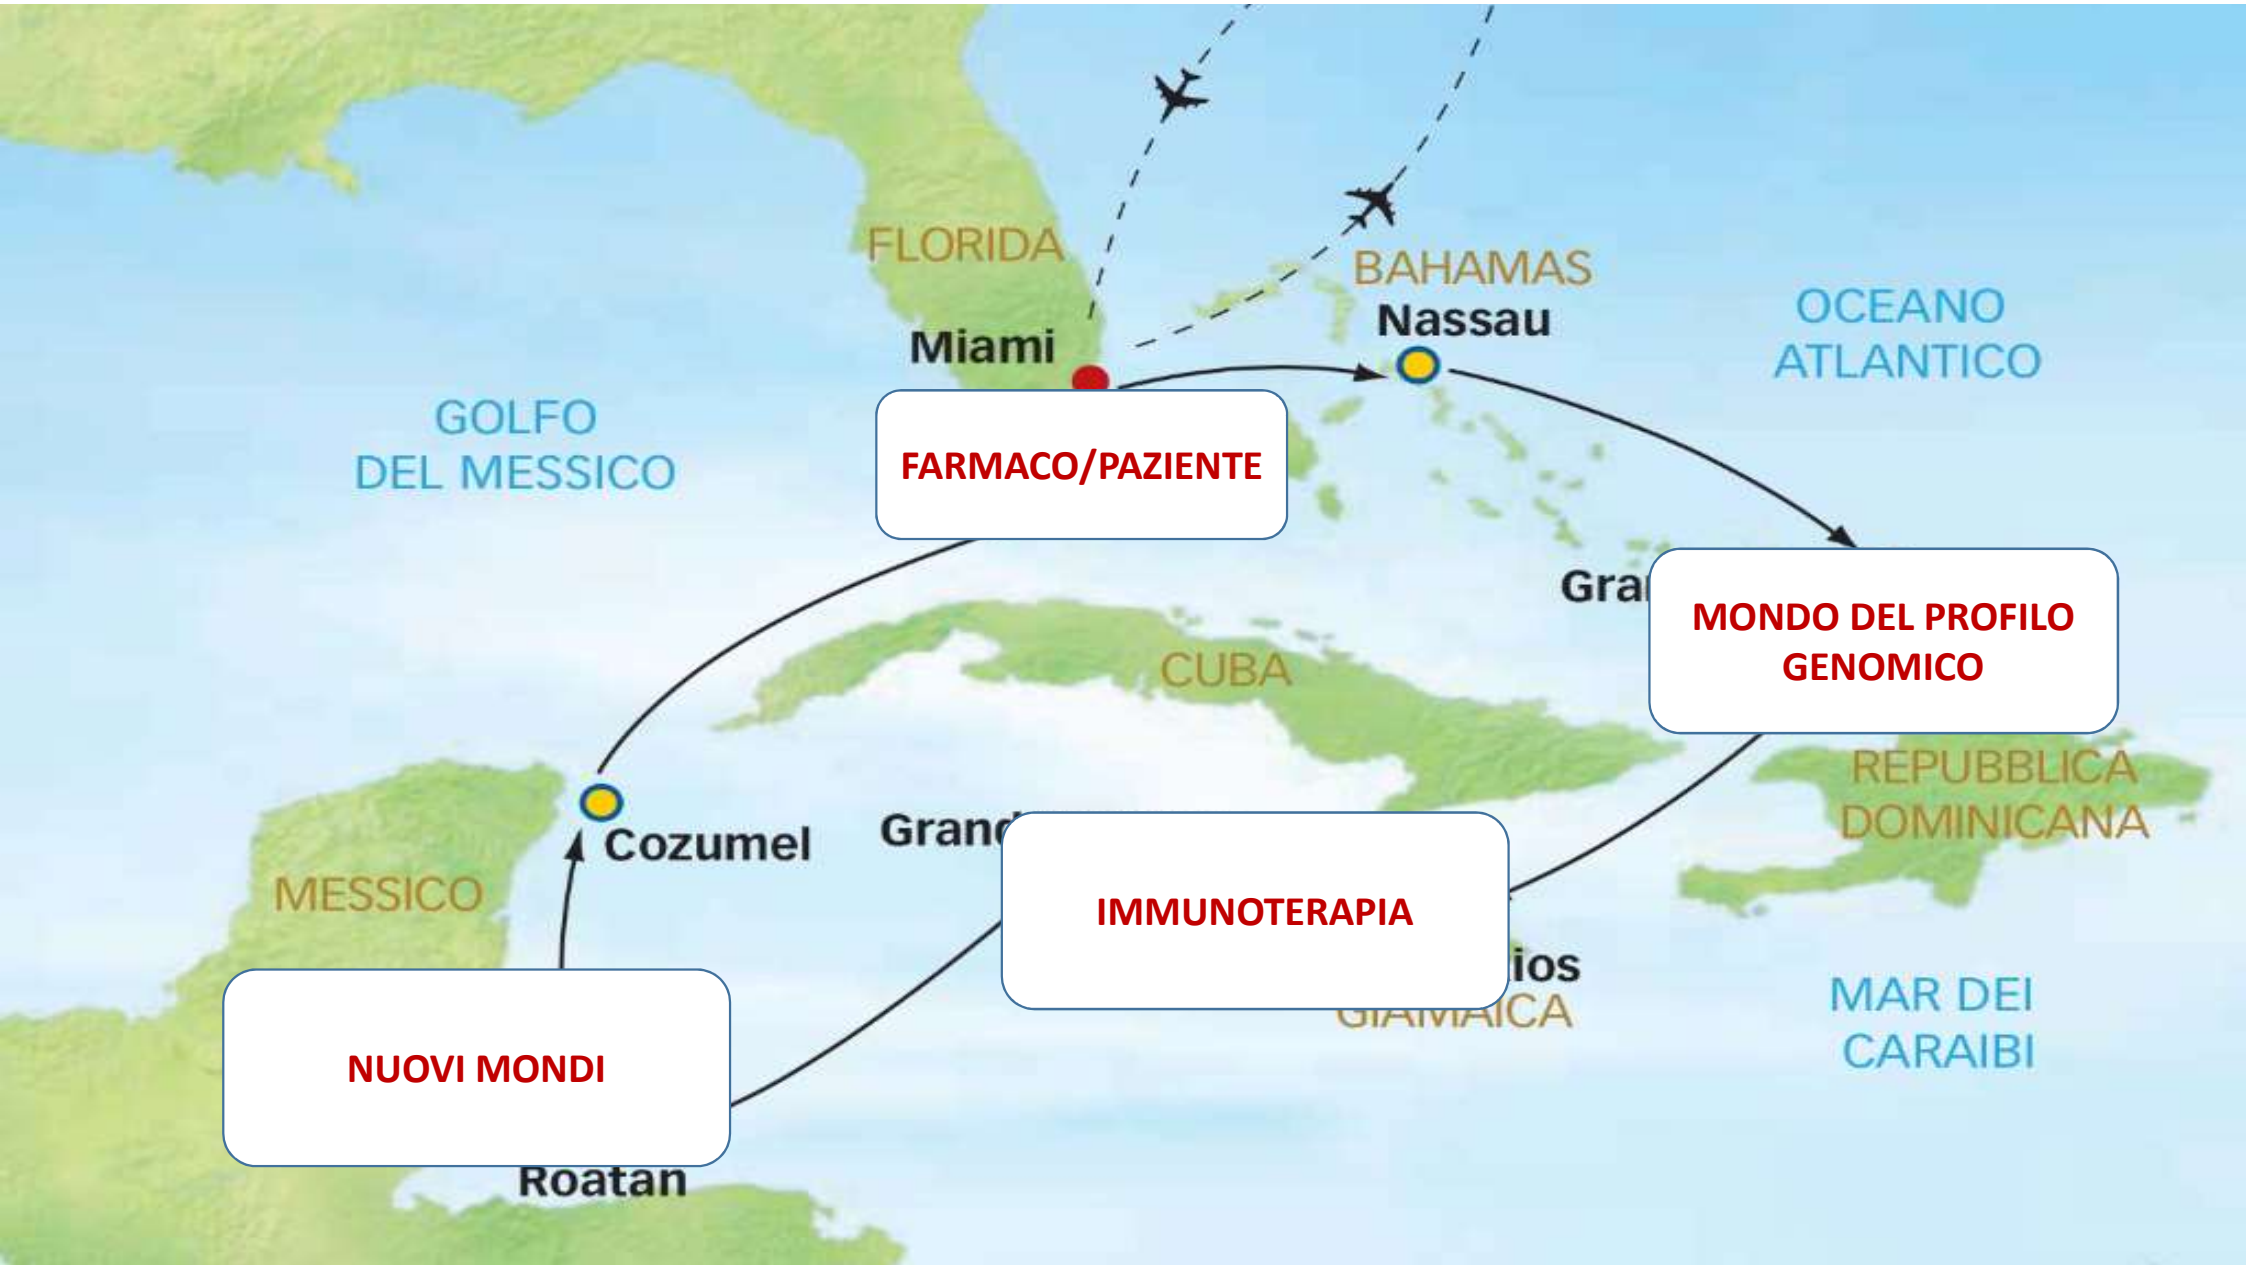 FLORIDA
BAHAMAS
Nassau
Miami
OCEANO
ATLANTICO
GOLFO
DEL MESSICO
FARMACO/PAZIENTE
MONDO DEL PROFILO
GENOMICO
CUBA
REPUBBLICA
DOMINICANA
Cozumel
MESSICO
IMMUNOTERAPIA
GIAMAICA
MAR DEI
CARAIBI
NUOVI MONDI
Roatan